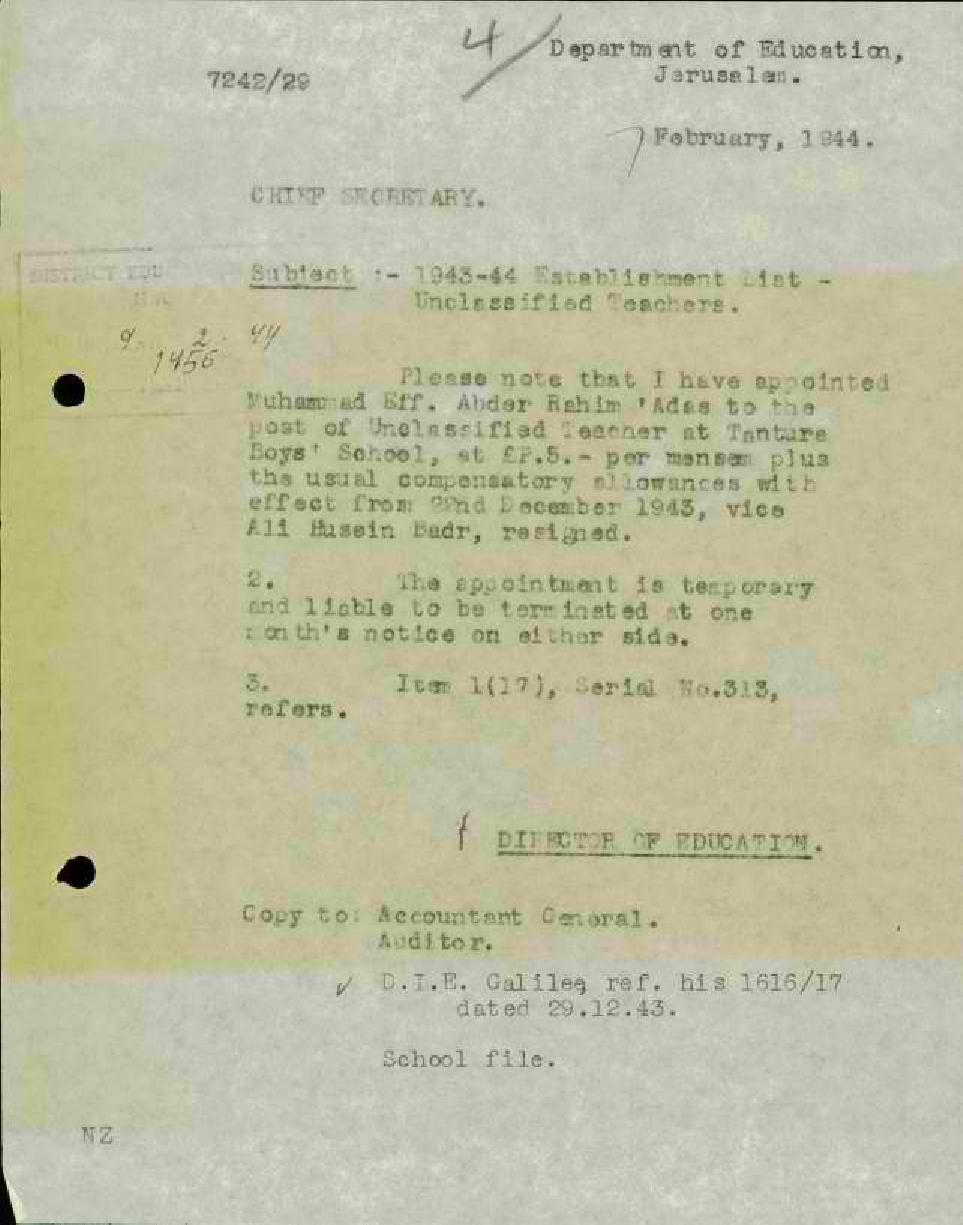 4/
Department of Education,
Jerusalem.
7242/29
7 February, 1944.
CHIEF SECRETARY.
Subject :- 1943-44 Establishment List -
Unclassified Teachers.
DISTRICT EDU
9 2. 44
1456
Please note that I have appointed
Muhammad Eff. Abder Rahim 'Adas to the
post of Unclassified Teacher at Tantura
Boys' School, at £P.5.- per mensem plus
the usual compensatory allowances with
effect from 22nd December 1943, vice
Ali Husein Badr, resigned.
2. The appointment is temporary
and liable to be terminated at one
month's notice on either side.
3. Item 1(17), Serial No.313,
refers.
DIRECTOR OF EDUCATION.
Copy to: Accountant General.
Auditor.
✓ D.I.E. Galilee, ref. his 1616/17
dated 29.12.43.
School file.
NZ